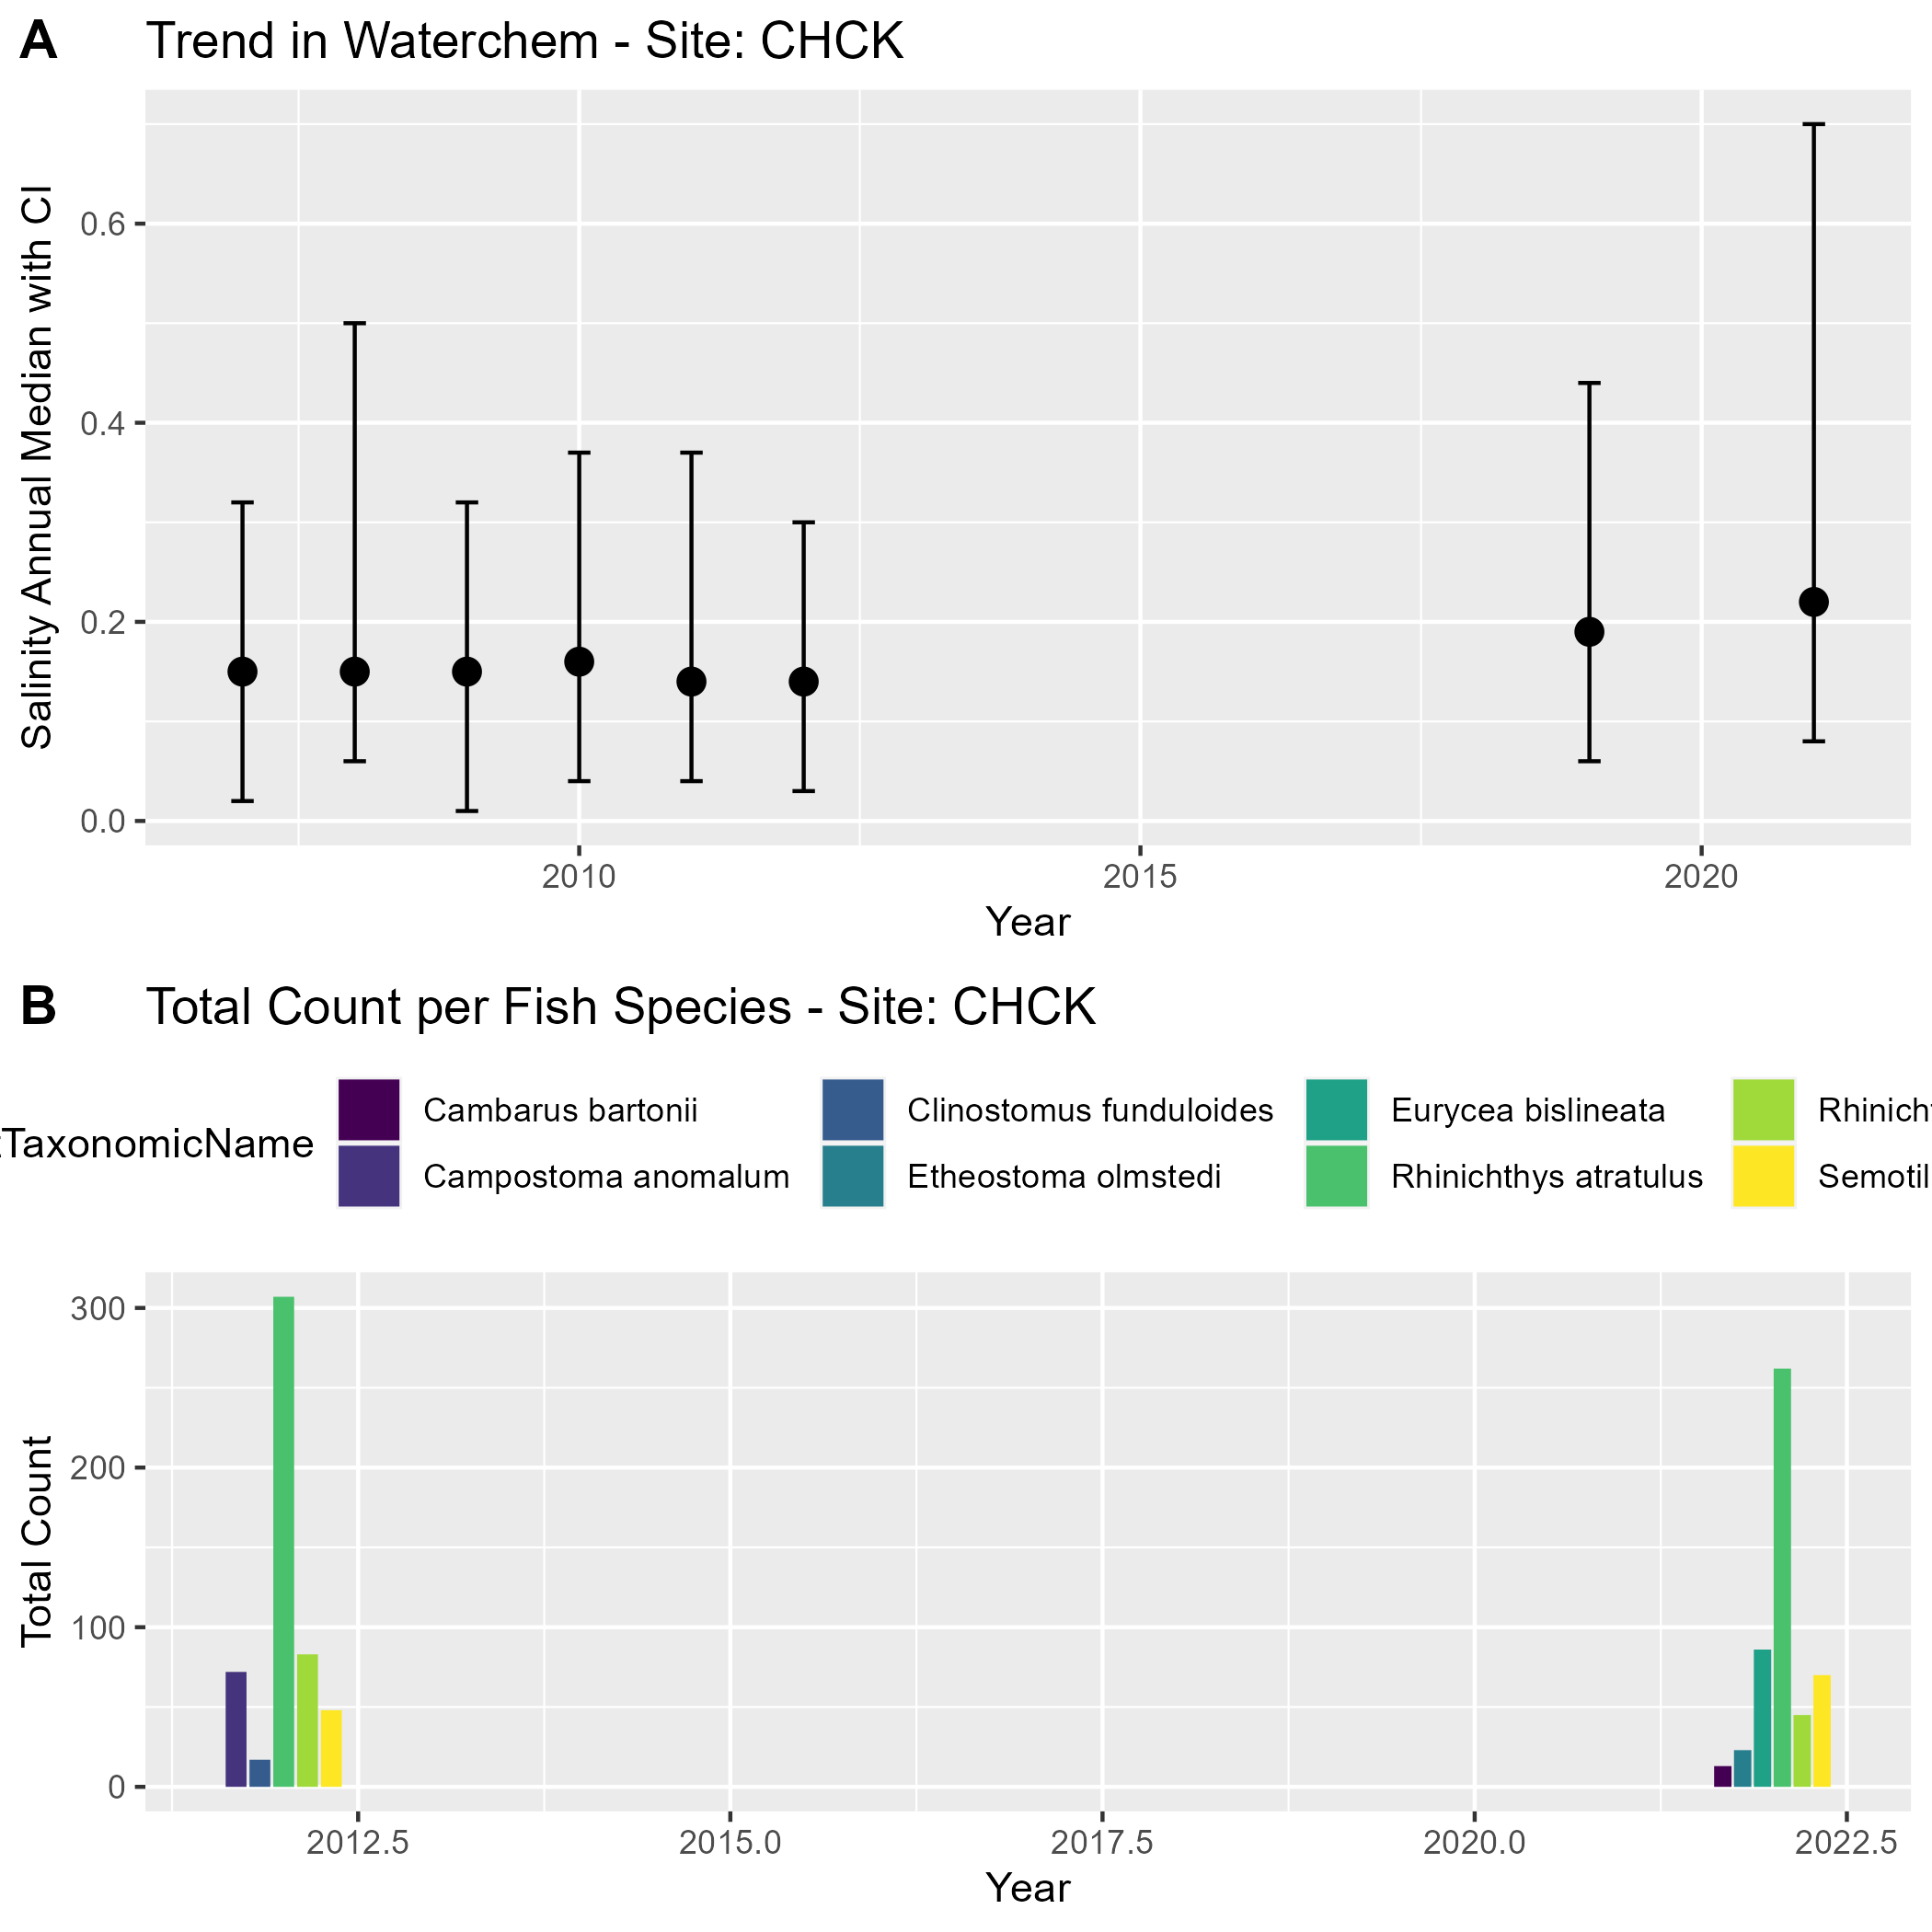 A Trend in Waterchem - Site: CHCK
Salinity Annual Median with CI
0.6
0.4
0.2
0.0
2010 2015 2020
Year
B Total Count per Fish Species - Site: CHCK
TaxonomicName
Cambarus bartonii Clinostomus funduloides Eurycea bislineata Rhinich
Campostoma anomalum Etheostoma olmstedi Rhinichthys atratulus Semotil
Total Count
300
200
100
0
2012.5 2015.0 2017.5 2020.0 2022.5
Year